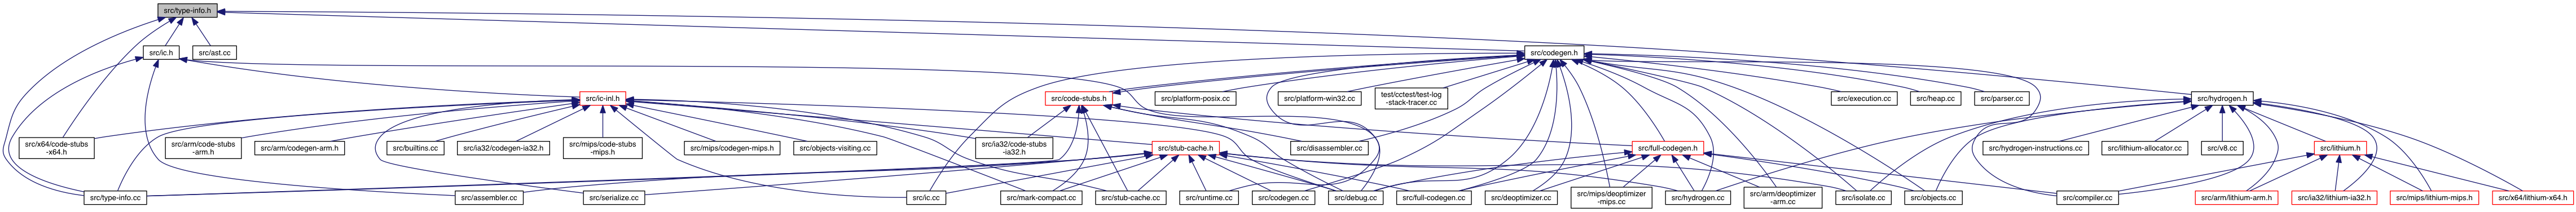 src/type-info.h
src/ic.h
src/ast.cc
src/codegen.h
src/ic-inl.h
src/code-stubs.h
src/platform-posix.cc
src/platform-win32.cc
test/cctest/test-log
-stack-tracer.cc
src/execution.cc
src/heap.cc
src/parser.cc
src/hydrogen.h
src/x64/code-stubs
-x64.h
src/arm/code-stubs
-arm.h
src/arm/codegen-arm.h
src/builtins.cc
src/ia32/codegen-ia32.h
src/mips/code-stubs
-mips.h
src/mips/codegen-mips.h
src/objects-visiting.cc
src/ia32/code-stubs
-ia32.h
src/stub-cache.h
src/disassembler.cc
src/full-codegen.h
src/hydrogen-instructions.cc
src/lithium-allocator.cc
src/v8.cc
src/lithium.h
src/type-info.cc
src/assembler.cc
src/serialize.cc
src/ic.cc
src/mark-compact.cc
src/stub-cache.cc
src/runtime.cc
src/codegen.cc
src/debug.cc
src/full-codegen.cc
src/deoptimizer.cc
src/mips/deoptimizer
-mips.cc
src/hydrogen.cc
src/arm/deoptimizer
-arm.cc
src/isolate.cc
src/objects.cc
src/compiler.cc
src/arm/lithium-arm.h
src/ia32/lithium-ia32.h
src/mips/lithium-mips.h
src/x64/lithium-x64.h